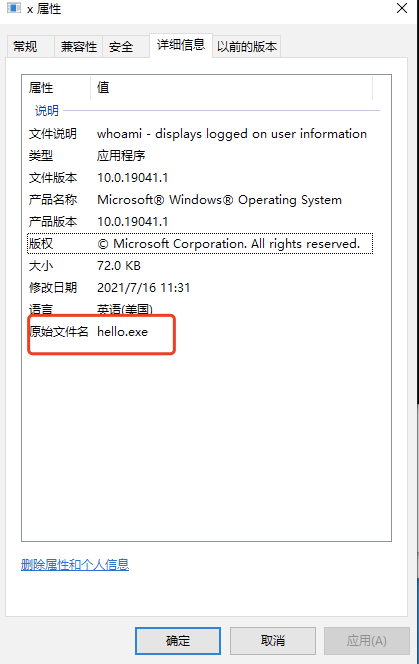 x 属性
常规 兼容性 安全 详细信息 以前的版本
属性 值
说明
文件说明 whoami - displays logged on user information
类型 应用程序
文件版本 10.0.19041.1
产品名称 Microsoft® Windows® Operating System
产品版本 10.0.19041.1
版权 © Microsoft Corporation. All rights reserved.
大小 72.0 KB
修改日期 2021/7/16 11:31
语言 英语(美国)
原始文件名 hello.exe
删除属性和个人信息
确定 取消 应用(A)